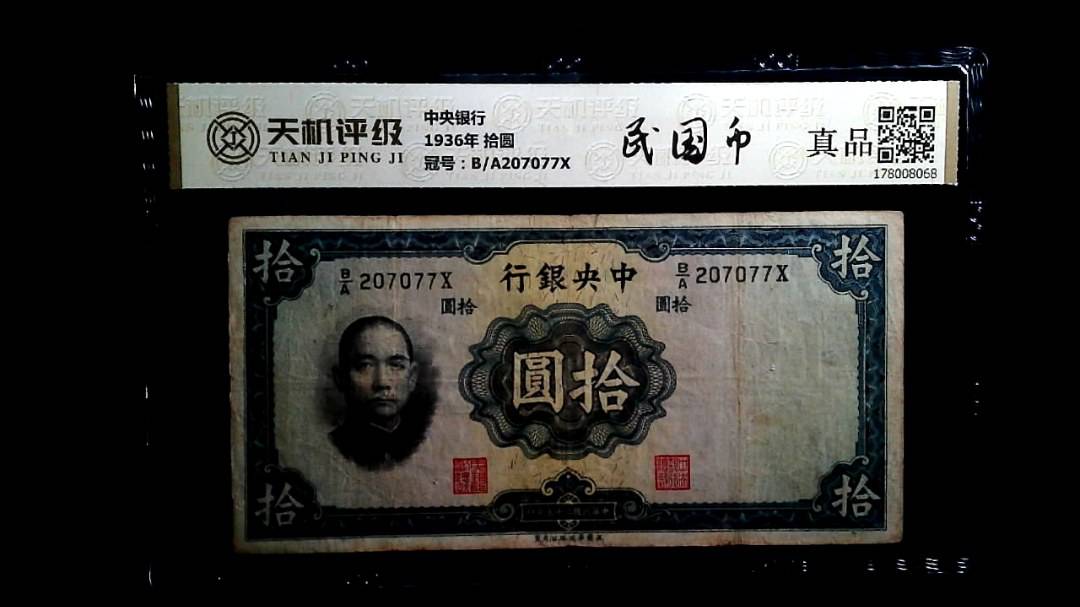 天机评级
TIAN JI PING JI
中央银行
1936年 拾圆
冠号：B/A207077X
民国币
真品
178008068
拾
拾
B/A 207077X
行銀央中
B/A 207077X
圓拾
圓拾
圓拾
拾
拾